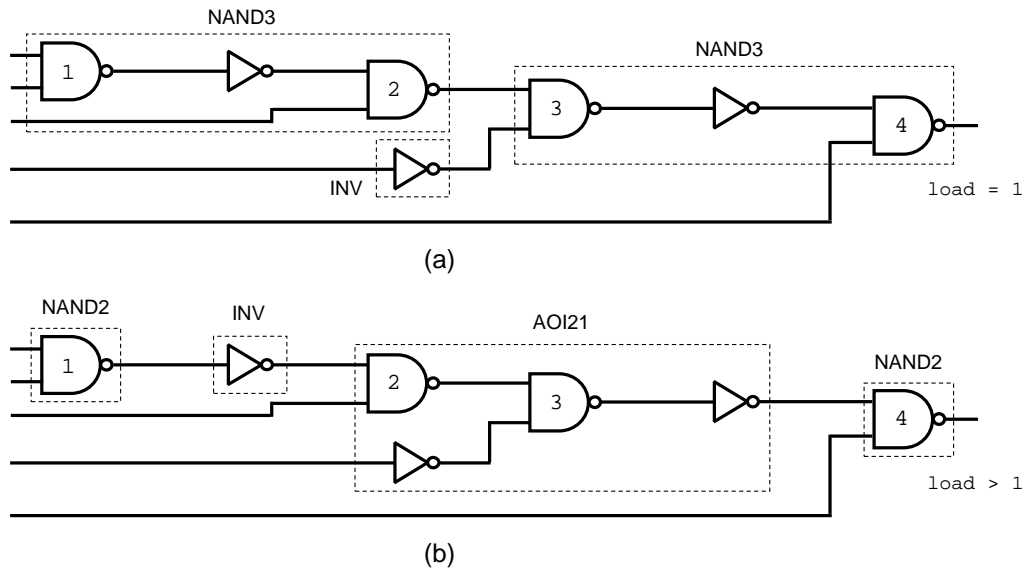 NAND3
NAND3
1
2
3
4
INV
load = 1
(a)
NAND2
INV
AOI21
NAND2
1
2
3
4
load > 1
(b)